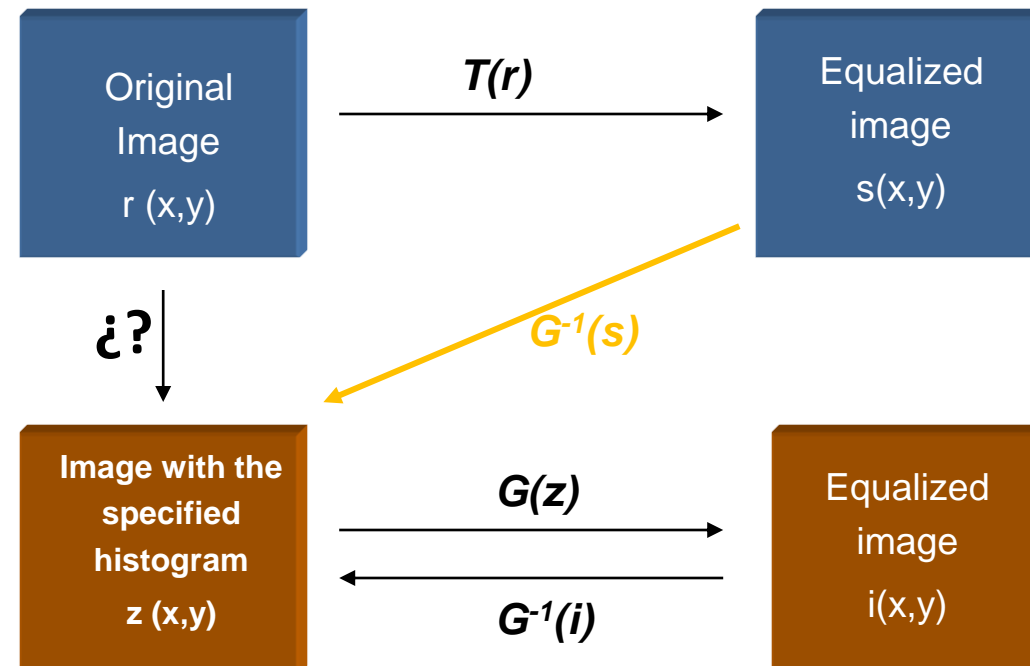 Original
Image
r (x,y)
T(r)
Equalized
image
s(x,y)
¿?
G-1(s)
Image with the
specified
histogram
z (x,y)
G(z)
G-1(i)
Equalized
image
i(x,y)